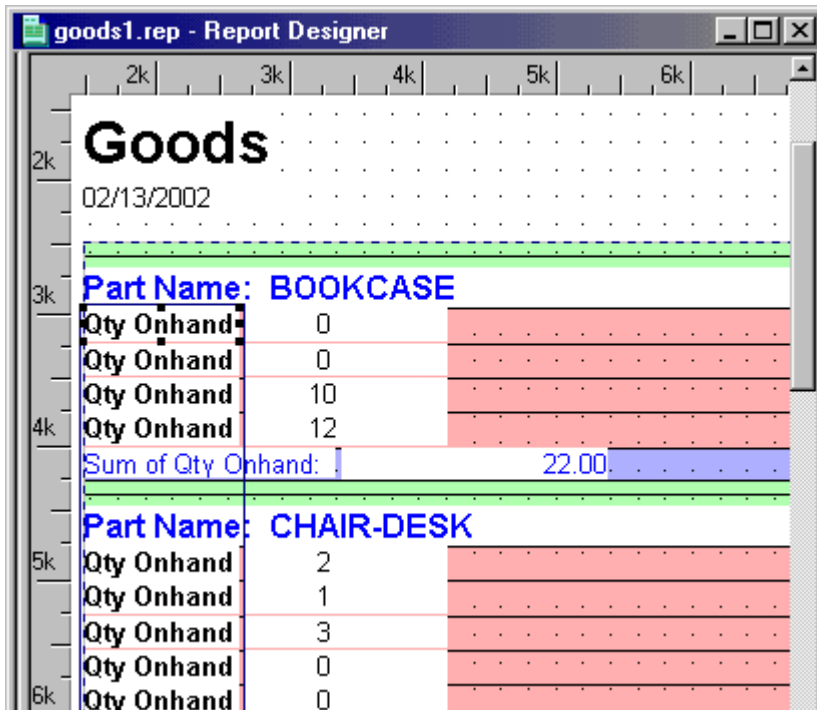 goods1.rep - Report Designer
2k 3k 4k 5k 6k
Goods
2k
02/13/2002
Part Name: BOOKCASE
3k
Qty Onhand 0
Qty Onhand 0
Qty Onhand 10
4k Qty Onhand 12
Sum of Qty Onhand: 22.00
Part Name: CHAIR-DESK
5k Qty Onhand 2
Qty Onhand 1
Qty Onhand 3
Qty Onhand 0
6k Qty Onhand 0